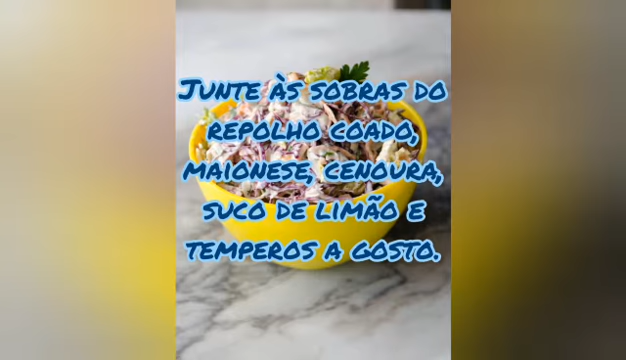 Junte às sobras do
repolho coado,
maionese, cenoura,
suco de limão e
temperos a gosto.